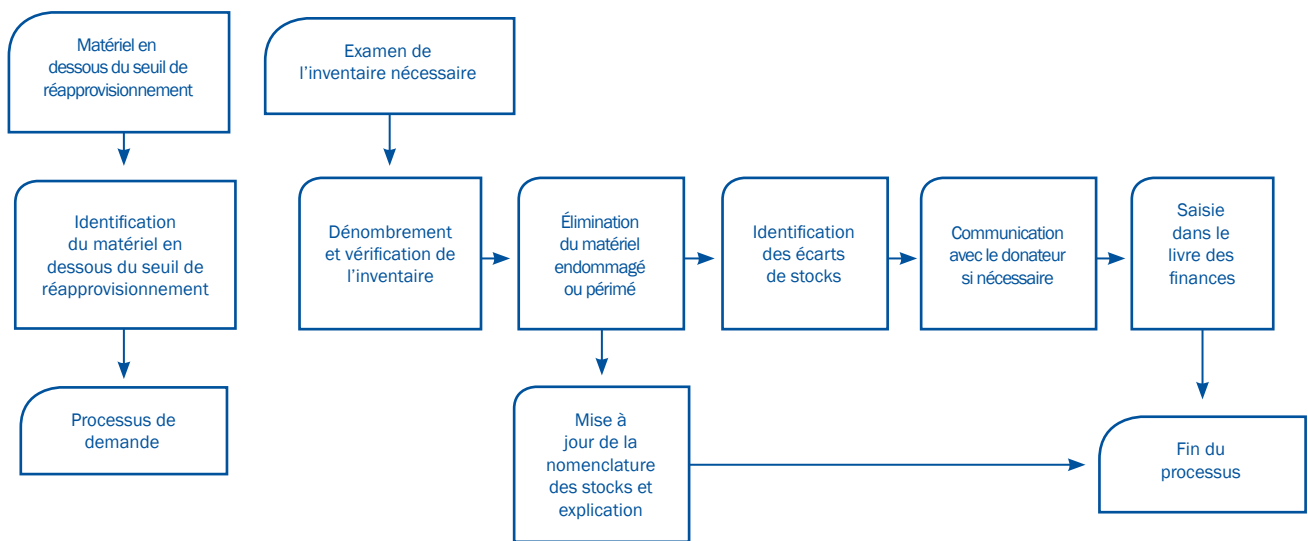 Matériel en
dessous du seuil de
réapprovisionnement
Examen de
l'inventaire nécessaire
Identification
du matériel en
dessous du seuil de
réapprovisionnement
Dénombrement
et vérification de
l'inventaire
Élimination
du matériel
endommagé
ou périmé
Identification
des écarts
de stocks
Communication
avec le donateur
si nécessaire
Saisie
dans le
livre des
finances
Processus de
demande
Mise à
jour de la
nomenclature
des stocks et
explication
Fin du
processus